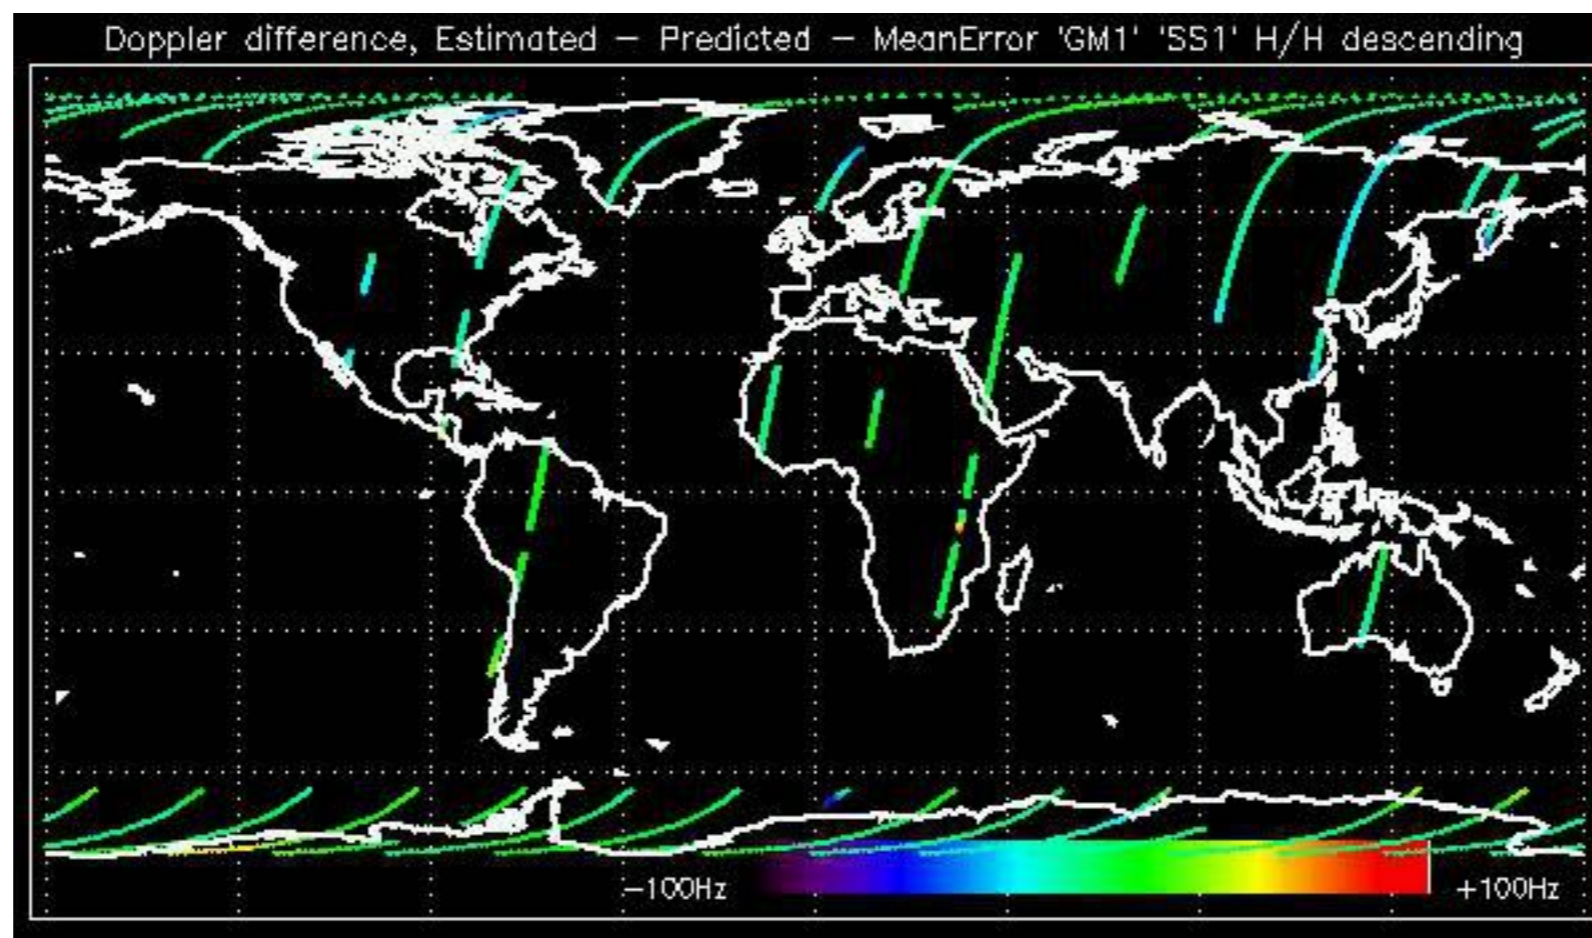 Doppler difference, Estimated – Predicted – MeanError 'GM1' 'SS1' H/H descending
–100Hz +100Hz